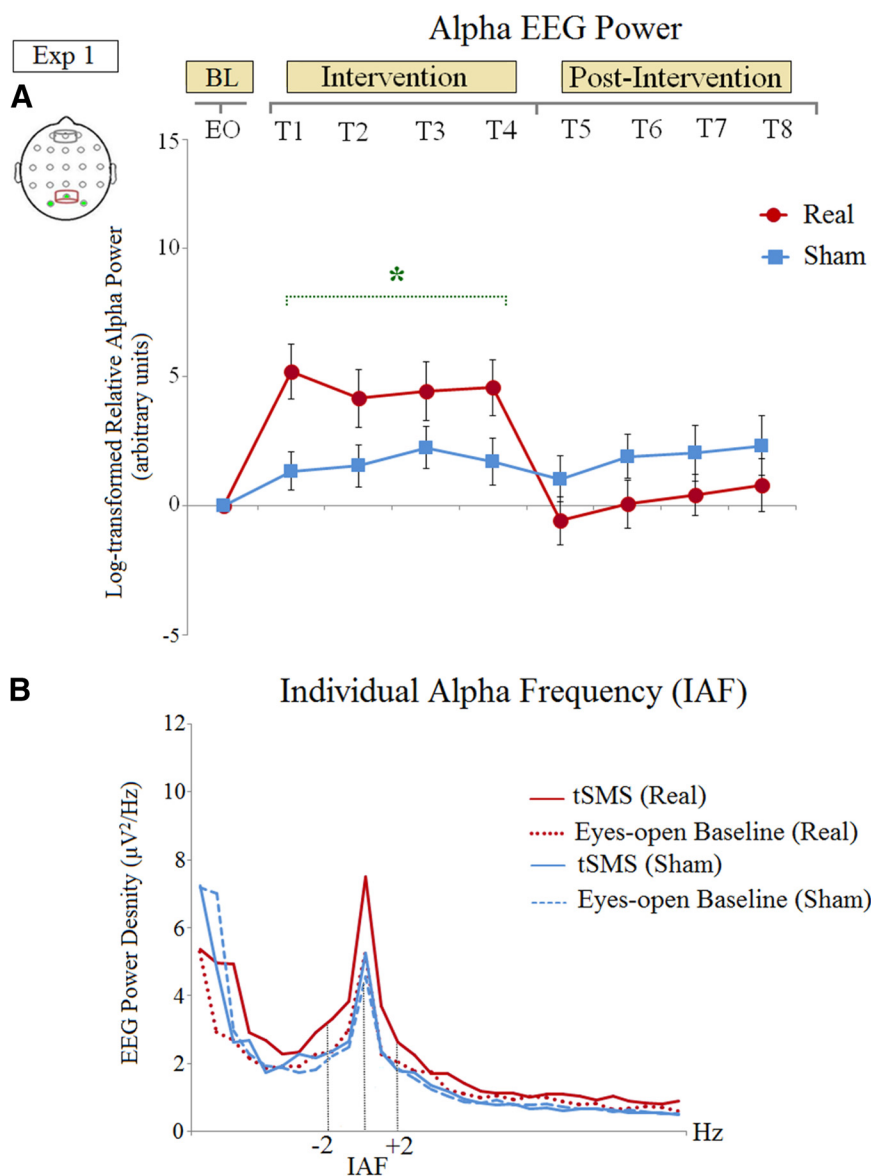 Alpha EEG Power
Exp 1
BL Intervention Post-Intervention
A
EO T1 T2 T3 T4 T5 T6 T7 T8
15
10
5
0
-5
Log-transformed Relative Alpha Power
(arbitrary units)
*
Real
Sham
B
Individual Alpha Frequency (IAF)
12
10
8
6
4
2
0
EEG Power Desnity (µV²/Hz)
tSMS (Real)
Eyes-open Baseline (Real)
tSMS (Sham)
Eyes-open Baseline (Sham)
-2 +2 Hz
IAF